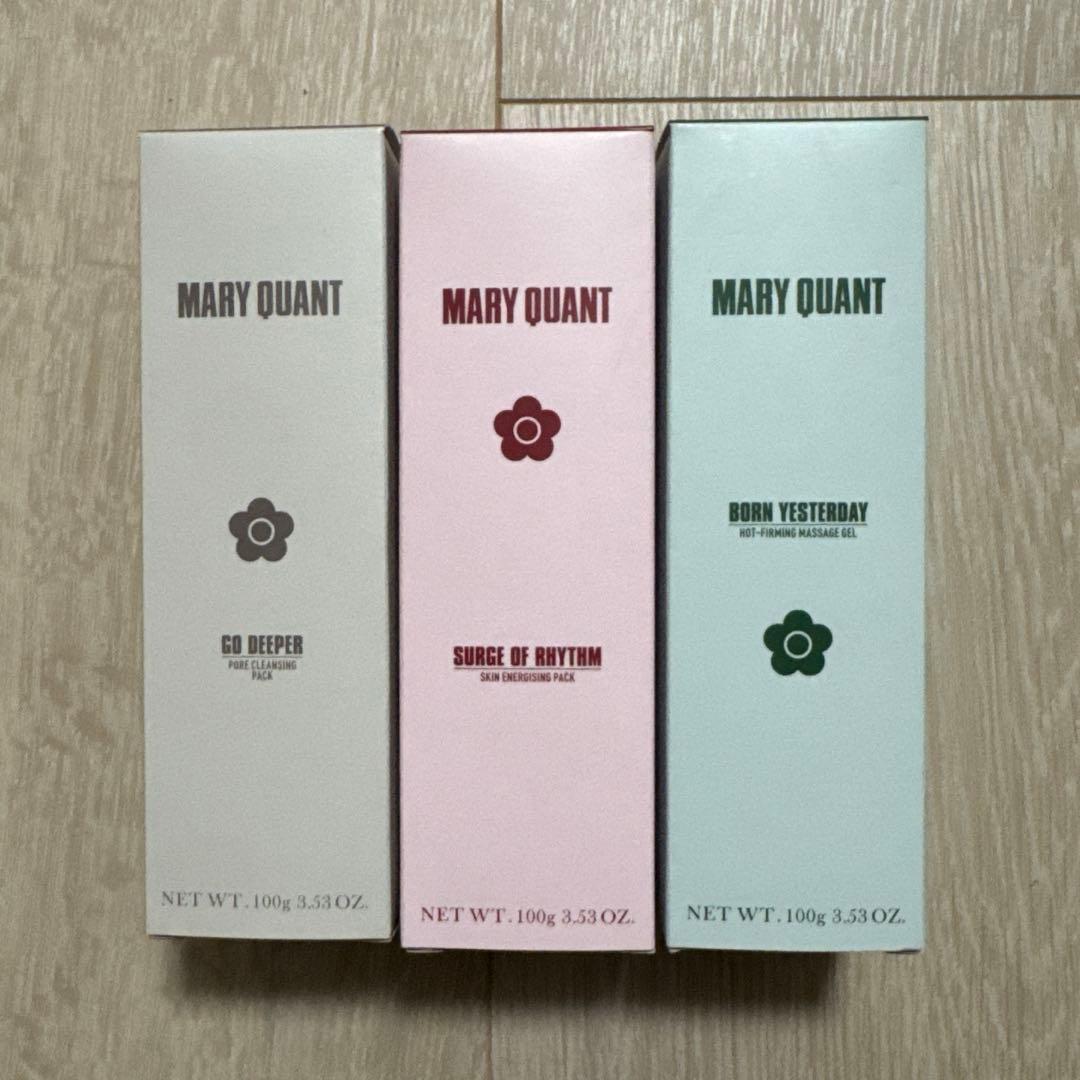 MARY QUANT
GO DEEPER
PORE CLEANSING
PACK
NET WT. 100g 3.53 OZ.
MARY QUANT
SURGE OF RHYTHM
SKIN ENERGISING PACK
NET WT. 100g 3.53 OZ.
MARY QUANT
BORN YESTERDAY
HOT-FIRMING MASSAGE GEL
NET WT. 100g 3.53 OZ.